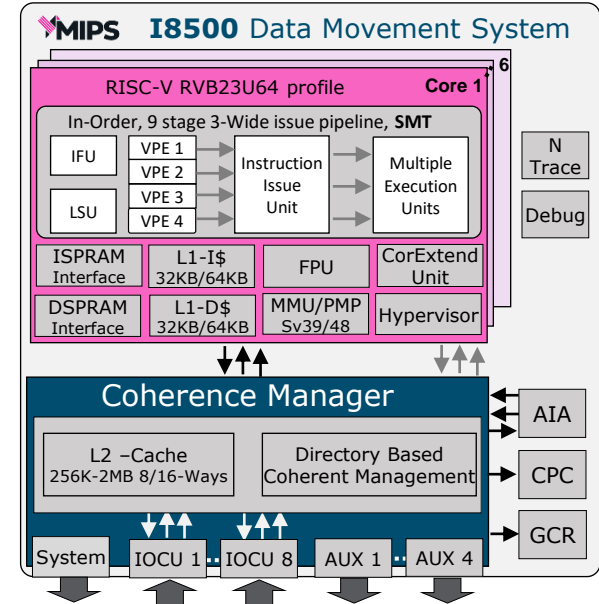 MIPS I8500 Data Movement System
6
RISC-V RVB23U64 profile Core 1
In-Order, 9 stage 3-Wide issue pipeline, SMT
IFU
LSU
VPE 1
VPE 2
VPE 3
VPE 4
Instruction
Issue
Unit
Multiple
Execution
Units
N
Trace
Debug
ISPRAM
Interface
L1-I$
32KB/64KB
FPU
CorExtend
Unit
DSPRAM
Interface
L1-D$
32KB/64KB
MMU/PMP
Sv39/48
Hypervisor
Coherence Manager
L2 –Cache
256K-2MB 8/16-Ways
Directory Based
Coherent Management
AIA
CPC
GCR
System
IOCU 1
..
IOCU 8
AUX 1
..
AUX 4